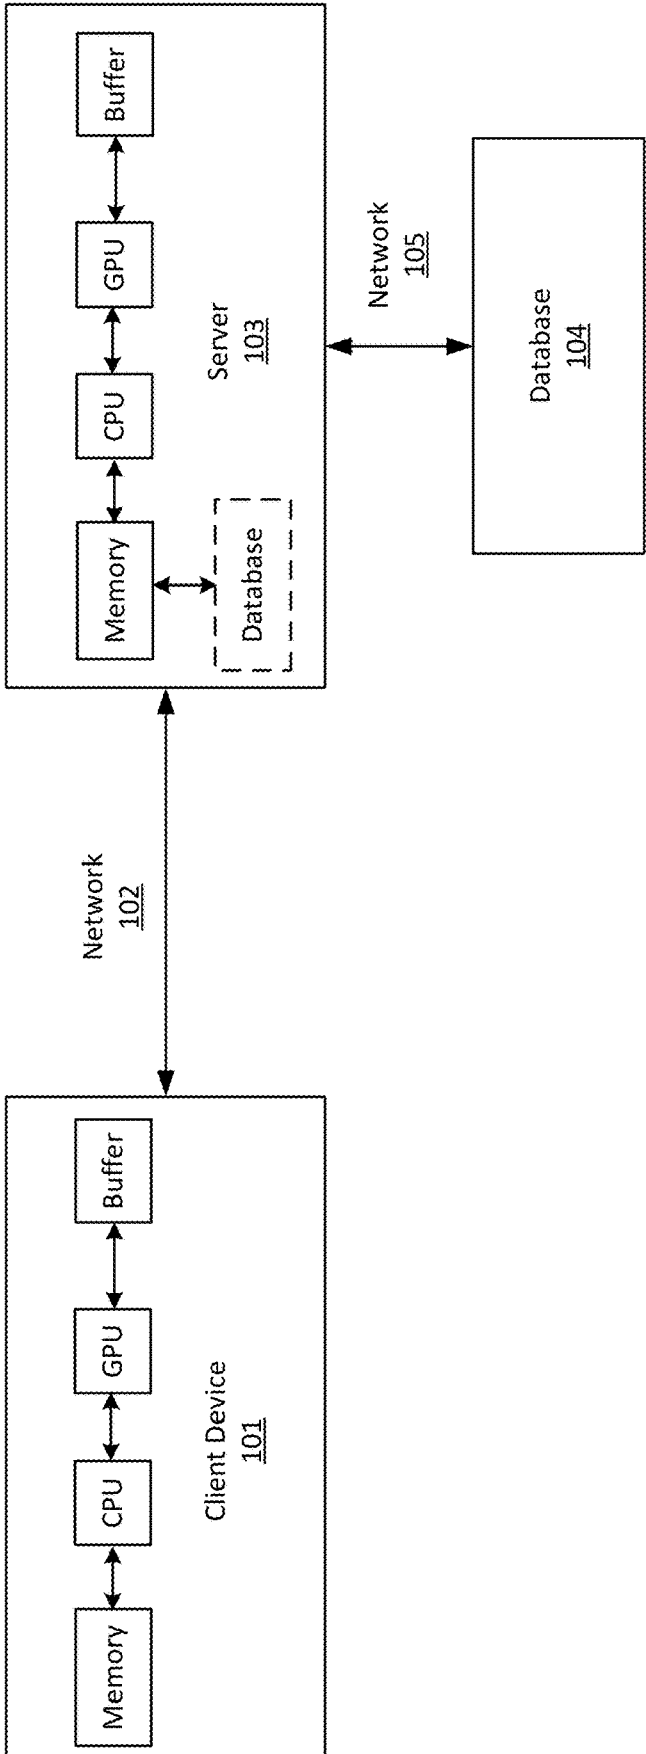 Memory
CPU
GPU
Buffer
Client Device
101
Network
102
Memory
CPU
GPU
Buffer
Database
Server
103
Network
105
Database
104